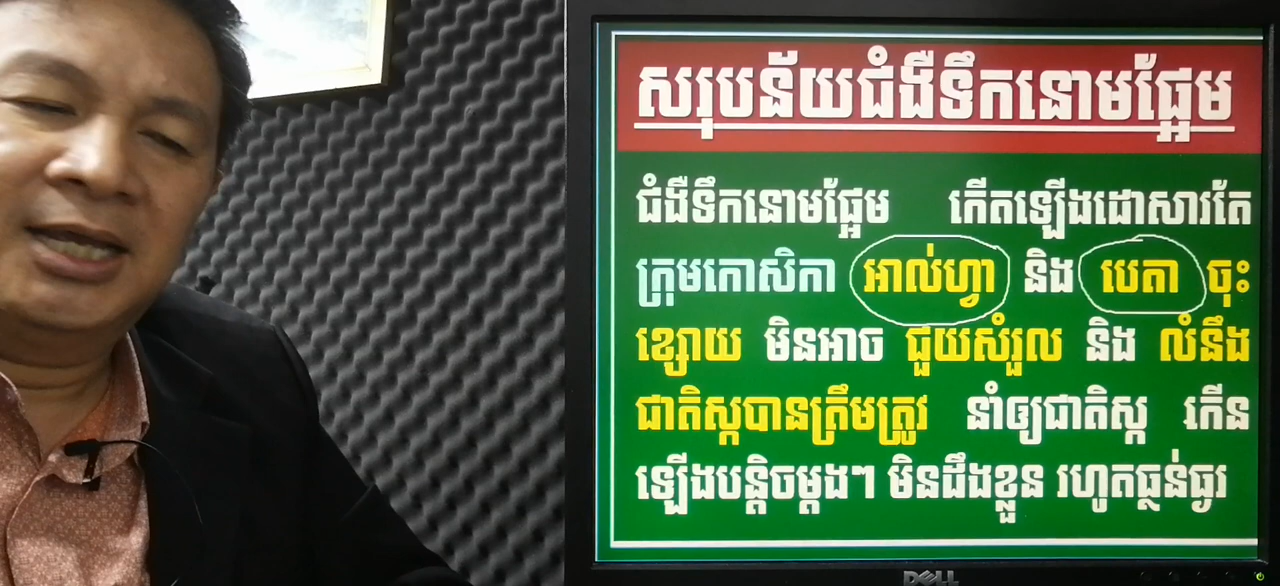 សរុបន័យជំងឺទឹកនោមផ្អែម
ជំងឺទឹកនោមផ្អែម កើតឡើងដោសារតែ
ក្រុមកោសិកា អាល់ហ្វា និង បេតា ចុះ
ខ្សោយ មិនអាច ជួយសំរួល និង លំនឹង
ជាតិស្កបានត្រឹមត្រូវ នាំឲ្យជាតិស្ក កើន
ឡើងបន្តិចម្តងៗ មិនដឹងខ្លួន រហូតធ្ងន់ធ្ងរ
DELL